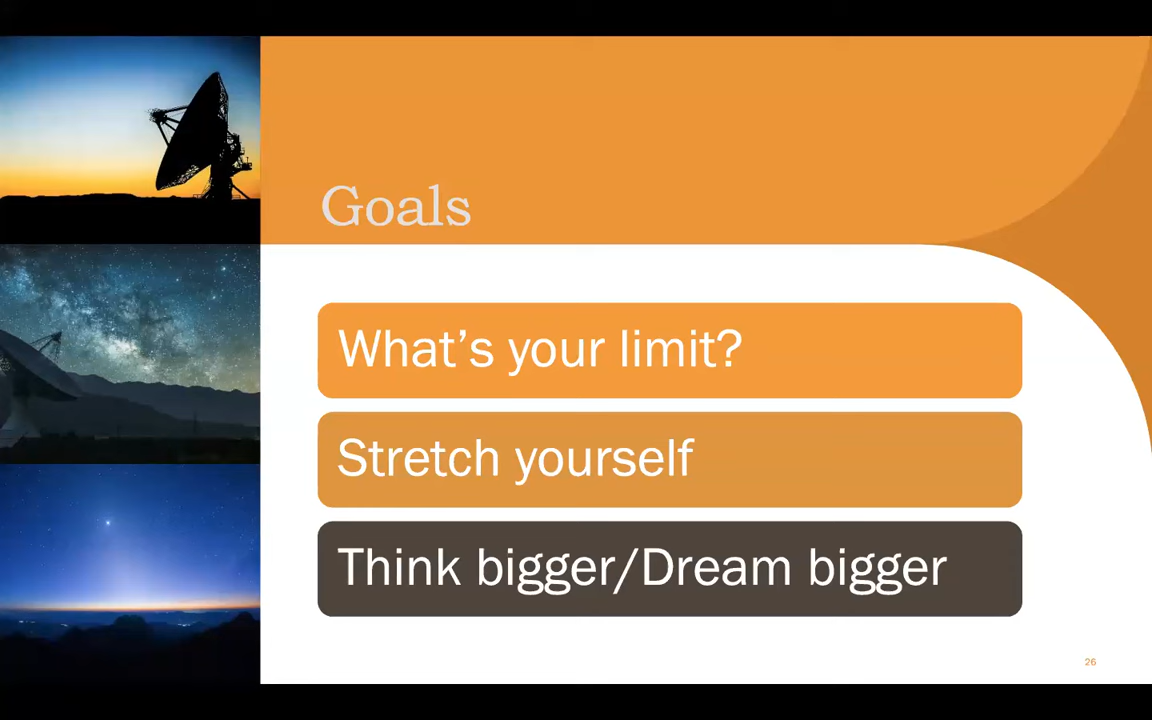 Goals
What’s your limit?
Stretch yourself
Think bigger/Dream bigger
26